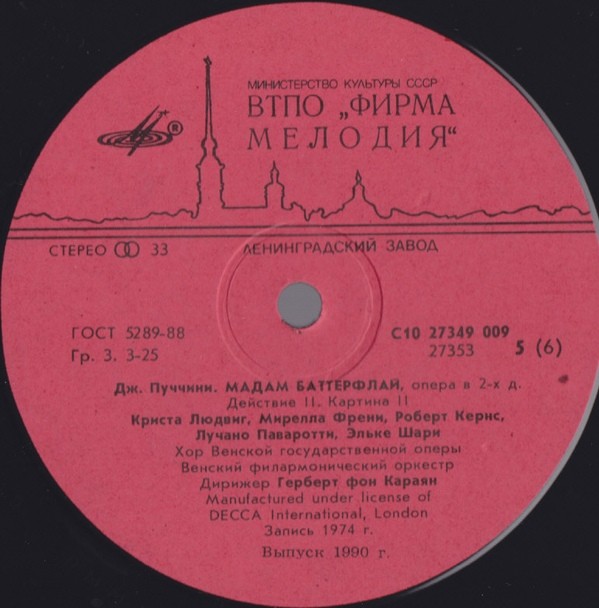 МИНИСТЕРСТВО КУЛЬТУРЫ СССР
ВТПО „ФИРМА
МЕЛОДИЯ“
®
СТЕРЕО 33
ЛЕНИНГРАДСКИЙ ЗАВОД
ГОСТ 5289-88
Гр. 3. 3-25
С10 27349 009
27353
5 (6)
Дж. Пуччини. МАДАМ БАТТЕРФЛАЙ, опера в 2-х д.
Действие II. Картина II
Криста Людвиг, Мирелла Френи, Роберт Кернс,
Лучано Паваротти, Эльке Шари
Хор Венской государственной оперы
Венский филармонический оркестр
Дирижер Герберт фон Караян
Manufactured under license of
DECCA International, London
Запись 1974 г.
Выпуск 1990 г.